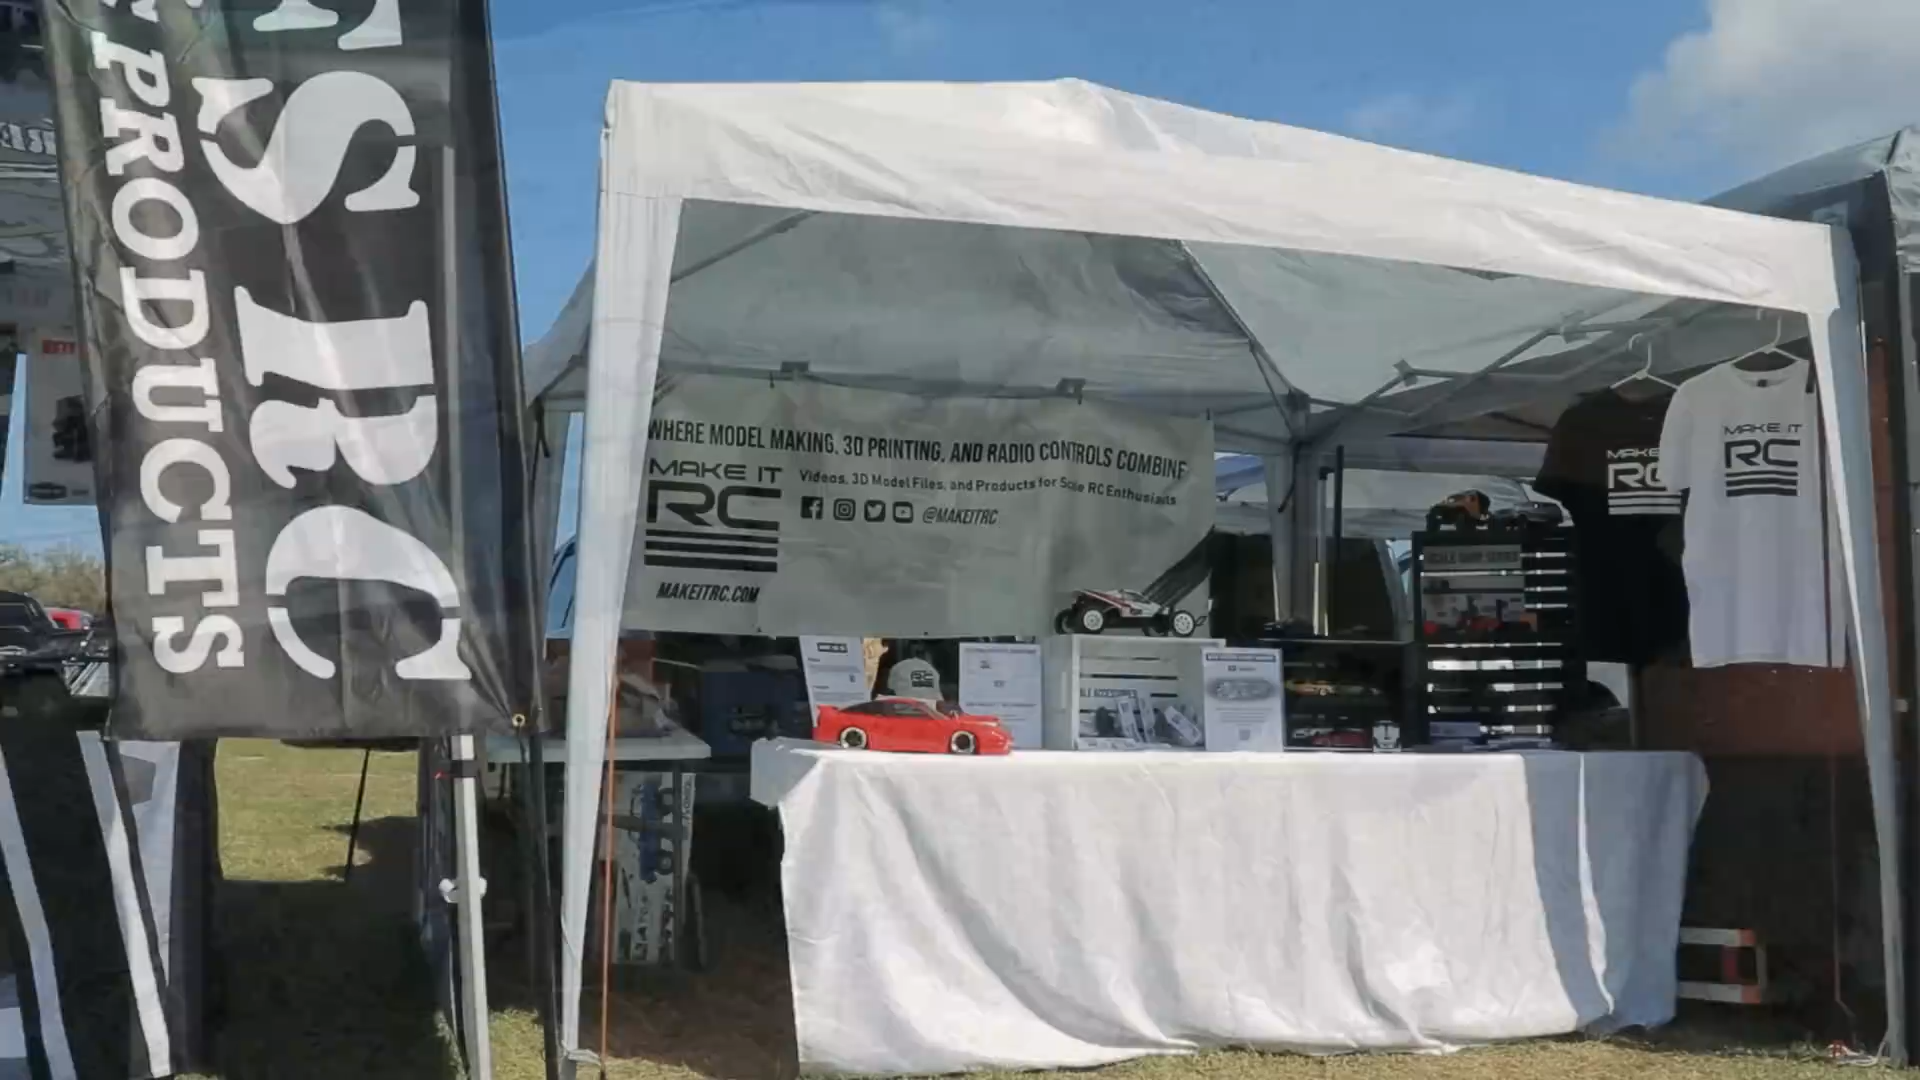 SRC
PRODUCTS
WHERE MODEL MAKING, 3D PRINTING, AND RADIO CONTROLS COMBINE
MAKE IT
RC
Videos, 3D Model Files, and Products for Scale RC Enthusiasts
@MAKEITRC
MAKEITRC.COM
MAKE
RC
MAKE IT
RC
RC